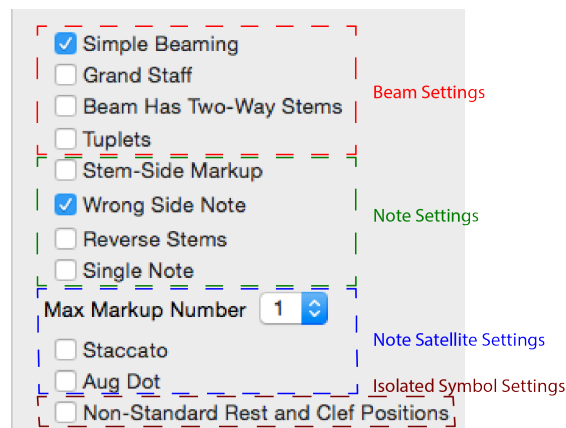 Simple Beaming
Grand Staff
Beam Has Two-Way Stems
Beam Settings
Tuplets
Stem-Side Markup
Wrong Side Note
Note Settings
Reverse Stems
Single Note
Max Markup Number 1
Note Satellite Settings
Staccato
Aug Dot
Isolated Symbol Settings
Non-Standard Rest and Clef Positions